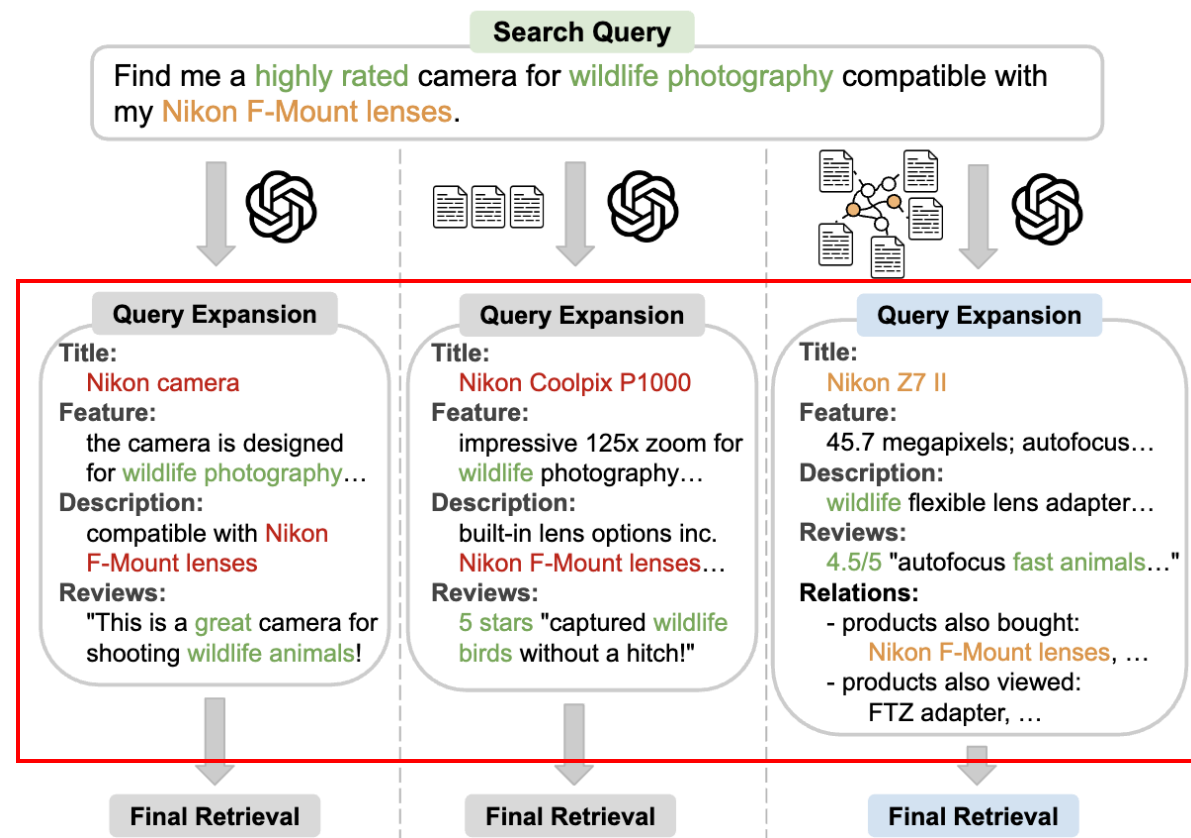 Search Query
Find me a highly rated camera for wildlife photography compatible with
my Nikon F-Mount lenses.
Query Expansion
Title:
Nikon camera
Feature:
the camera is designed
for wildlife photography…
Description:
compatible with Nikon
F-Mount lenses
Reviews:
"This is a great camera for
shooting wildlife animals!
Final Retrieval
Query Expansion
Title:
Nikon Coolpix P1000
Feature:
impressive 125x zoom for
wildlife photography…
Description:
built-in lens options inc.
Nikon F-Mount lenses…
Reviews:
5 stars "captured wildlife
birds without a hitch!"
Final Retrieval
Query Expansion
Title:
Nikon Z7 II
Feature:
45.7 megapixels; autofocus…
Description:
wildlife flexible lens adapter…
Reviews:
4.5/5 "autofocus fast animals…"
Relations:
- products also bought:
Nikon F-Mount lenses, …
- products also viewed:
FTZ adapter, …
Final Retrieval